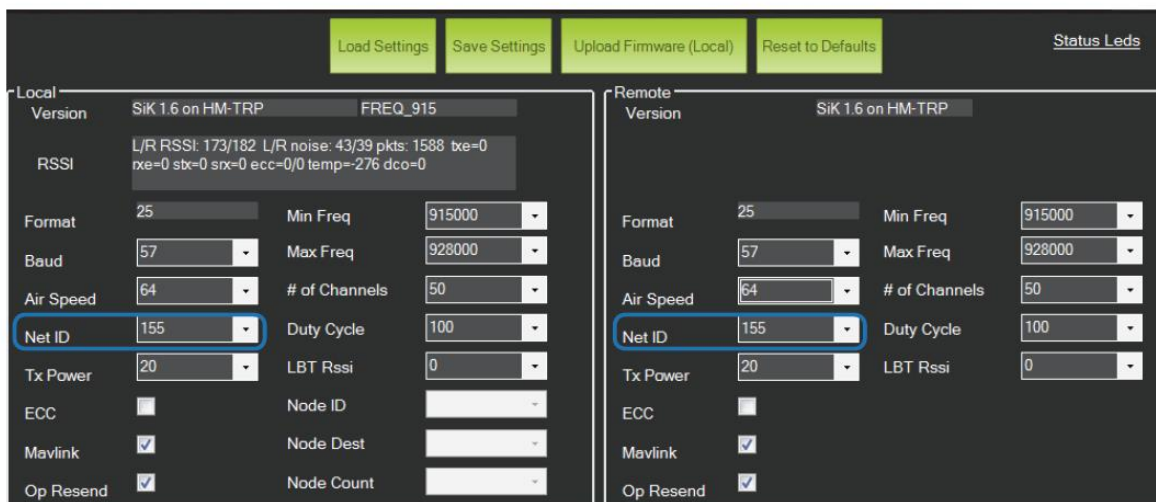 Load Settings Save Settings Upload Firmware (Local) Reset to Defaults Status Leds
Local
Version SiK 1.6 on HM-TRP FREQ_915
RSSI L/R RSSI: 173/182 L/R noise: 43/39 pkts: 1588 txe=0
rxe=0 stx=0 srx=0 ecc=0/0 temp=-276 dco=0
Format 25 Min Freq 915000
Baud 57 Max Freq 928000
Air Speed 64 # of Channels 50
Net ID 155 Duty Cycle 100
Tx Power 20 LBT Rssi 0
ECC Node ID
Mavlink Node Dest
Op Resend Node Count
Remote
Version SiK 1.6 on HM-TRP
Format 25 Min Freq 915000
Baud 57 Max Freq 928000
Air Speed 64 # of Channels 50
Net ID 155 Duty Cycle 100
Tx Power 20 LBT Rssi 0
ECC
Mavlink
Op Resend